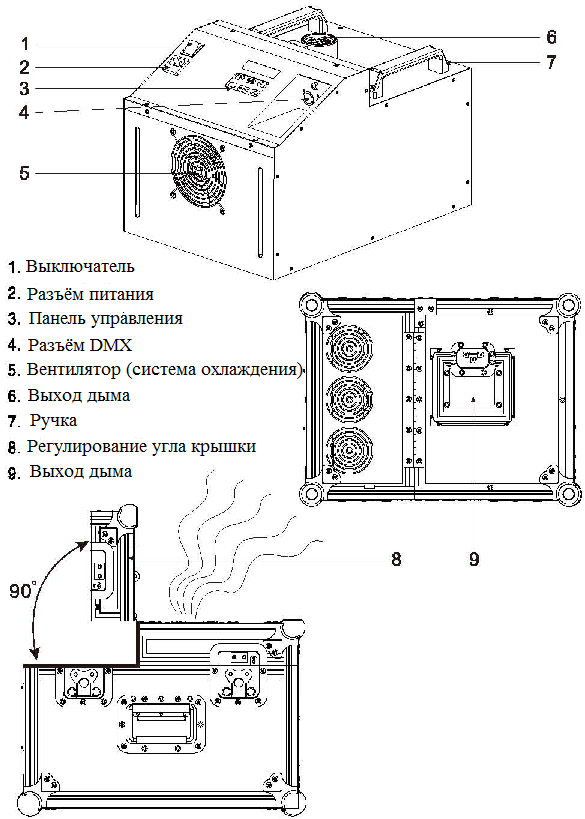 1
2
3
4
5
6
7
1. Выключатель
2. Разъём питания
3. Панель управления
4. Разъём DMX
5. Вентилятор (система охлаждения)
6. Выход дыма
7. Ручка
8. Регулирование угла крышки
9. Выход дыма
90°
8
9